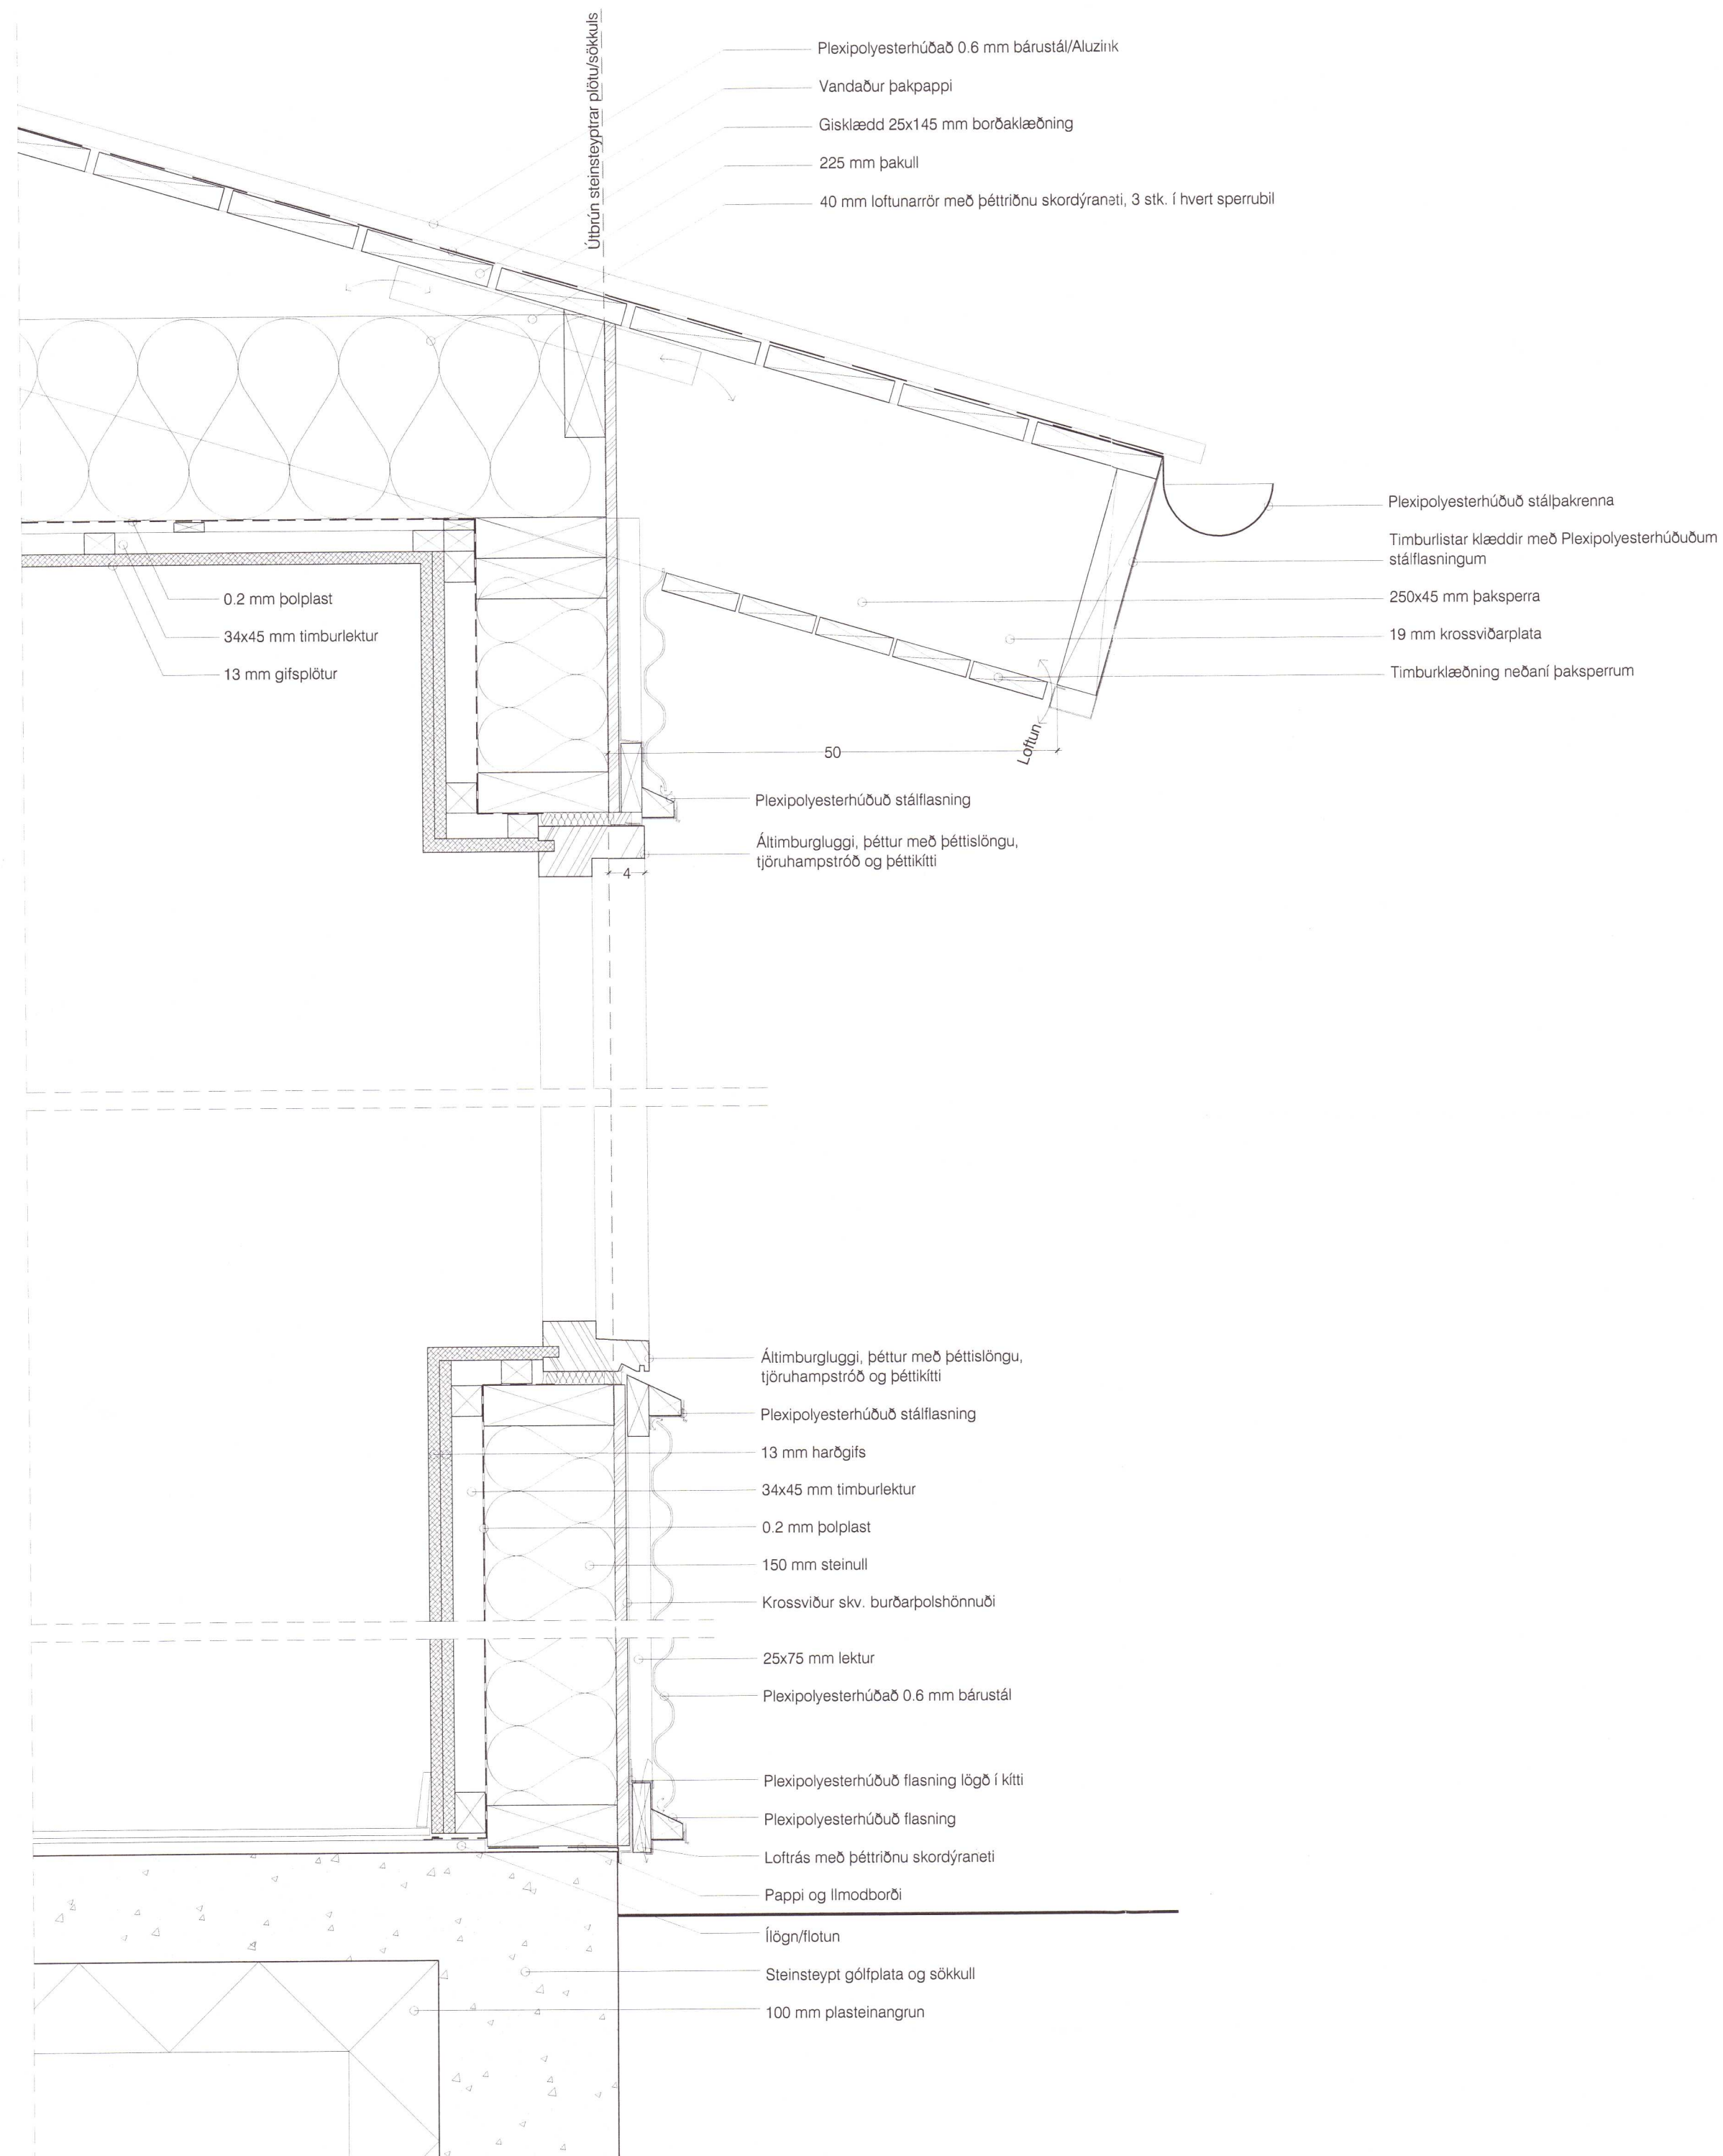 Útbrún steinsteyptrar plötu/sökkuls
Plexipolyesterhúðað 0.6 mm bárustál/Aluzink
Vandaður þakpappi
Gisklædd 25x145 mm borðaklæðning
225 mm þakull
40 mm loftunarrör með þéttriðnu skordýraneti, 3 stk. í hvert sperrubil
Plexipolyesterhúðuð stálþakrenna
Timburlistar klæddir með Plexipolyesterhúðuðum
stálflasningum
250x45 mm þaksperra
19 mm krossviðarplata
Timburklæðning neðaní þaksperrum
0.2 mm þolplast
34x45 mm timburlektur
13 mm gifsplötur
Loftun
50
Plexipolyesterhúðuð stálflasning
Áltimburgluggi, þéttur með þéttislöngu,
tjöruhampstróð og þéttikítti
4
Áltimburgluggi, þéttur með þéttislöngu,
tjöruhampstróð og þéttikítti
Plexipolyesterhúðuð stálflasning
13 mm harðgifs
34x45 mm timburlektur
0.2 mm þolplast
150 mm steinull
Krossviður skv. burðarþolshönnuði
25x75 mm lektur
Plexipolyesterhúðað 0.6 mm bárustál
Plexipolyesterhúðuð flasning lögð í kítti
Plexipolyesterhúðuð flasning
Loftrás með þéttriðnu skordýraneti
Pappi og Ilmodborði
Ílögn/flotun
Steinsteypt gólfplata og sökkull
100 mm plasteinangrun